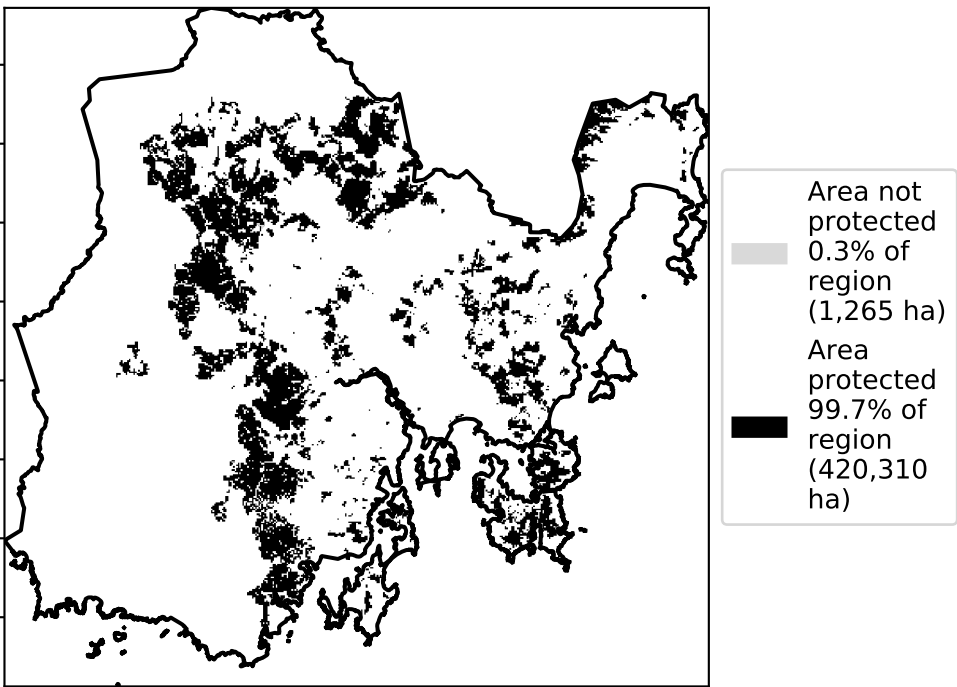 Area not
protected
0.3% of
region
(1,265 ha)
Area
protected
99.7% of
region
(420,310
ha)